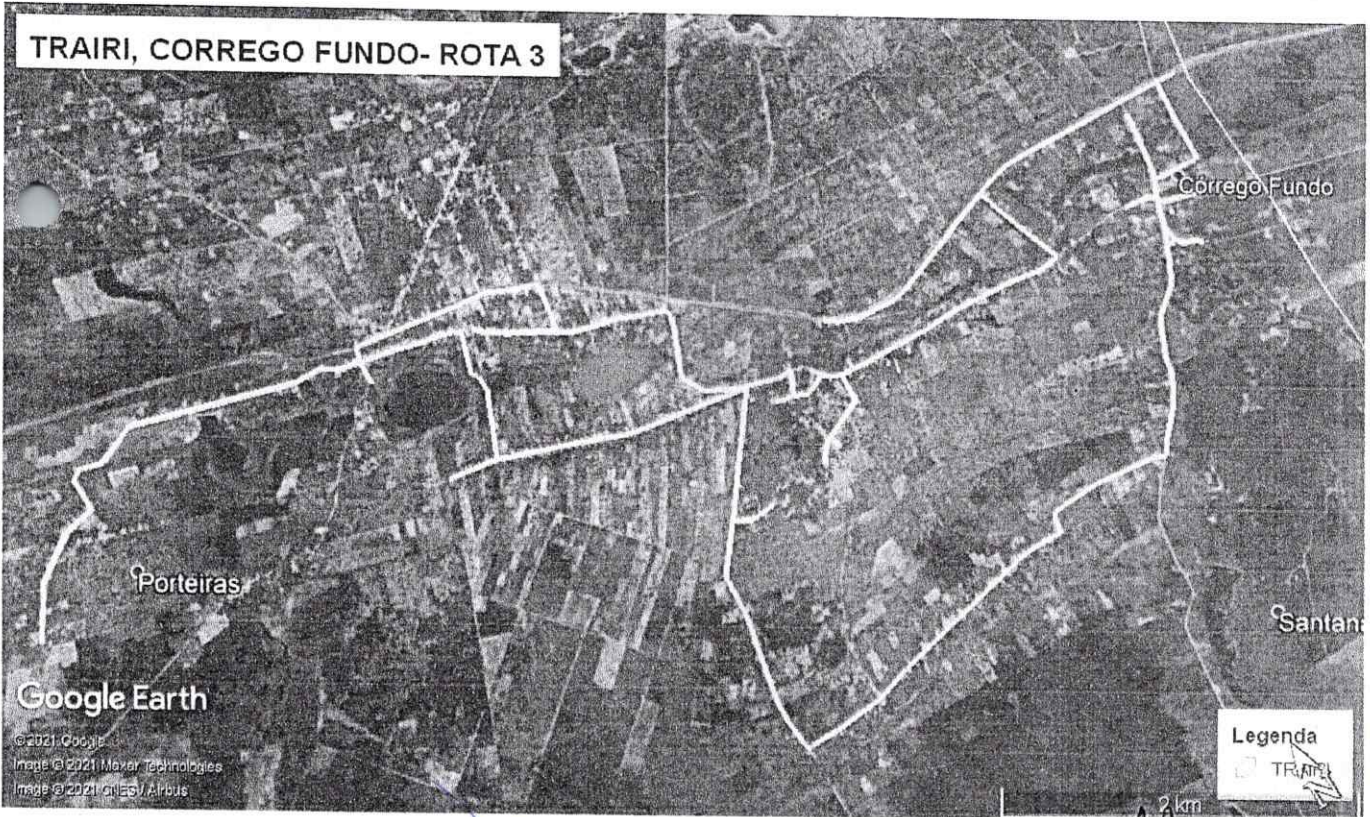 TRAIRI, CORREGO FUNDO- ROTA 3
Córrego Fundo
Porteiras
Santana
Google Earth
© 2021 Google
Image © 2021 Maxar Technologies
Image © 2021 CNES / Airbus
Legenda
TRAIRI
N
2 km